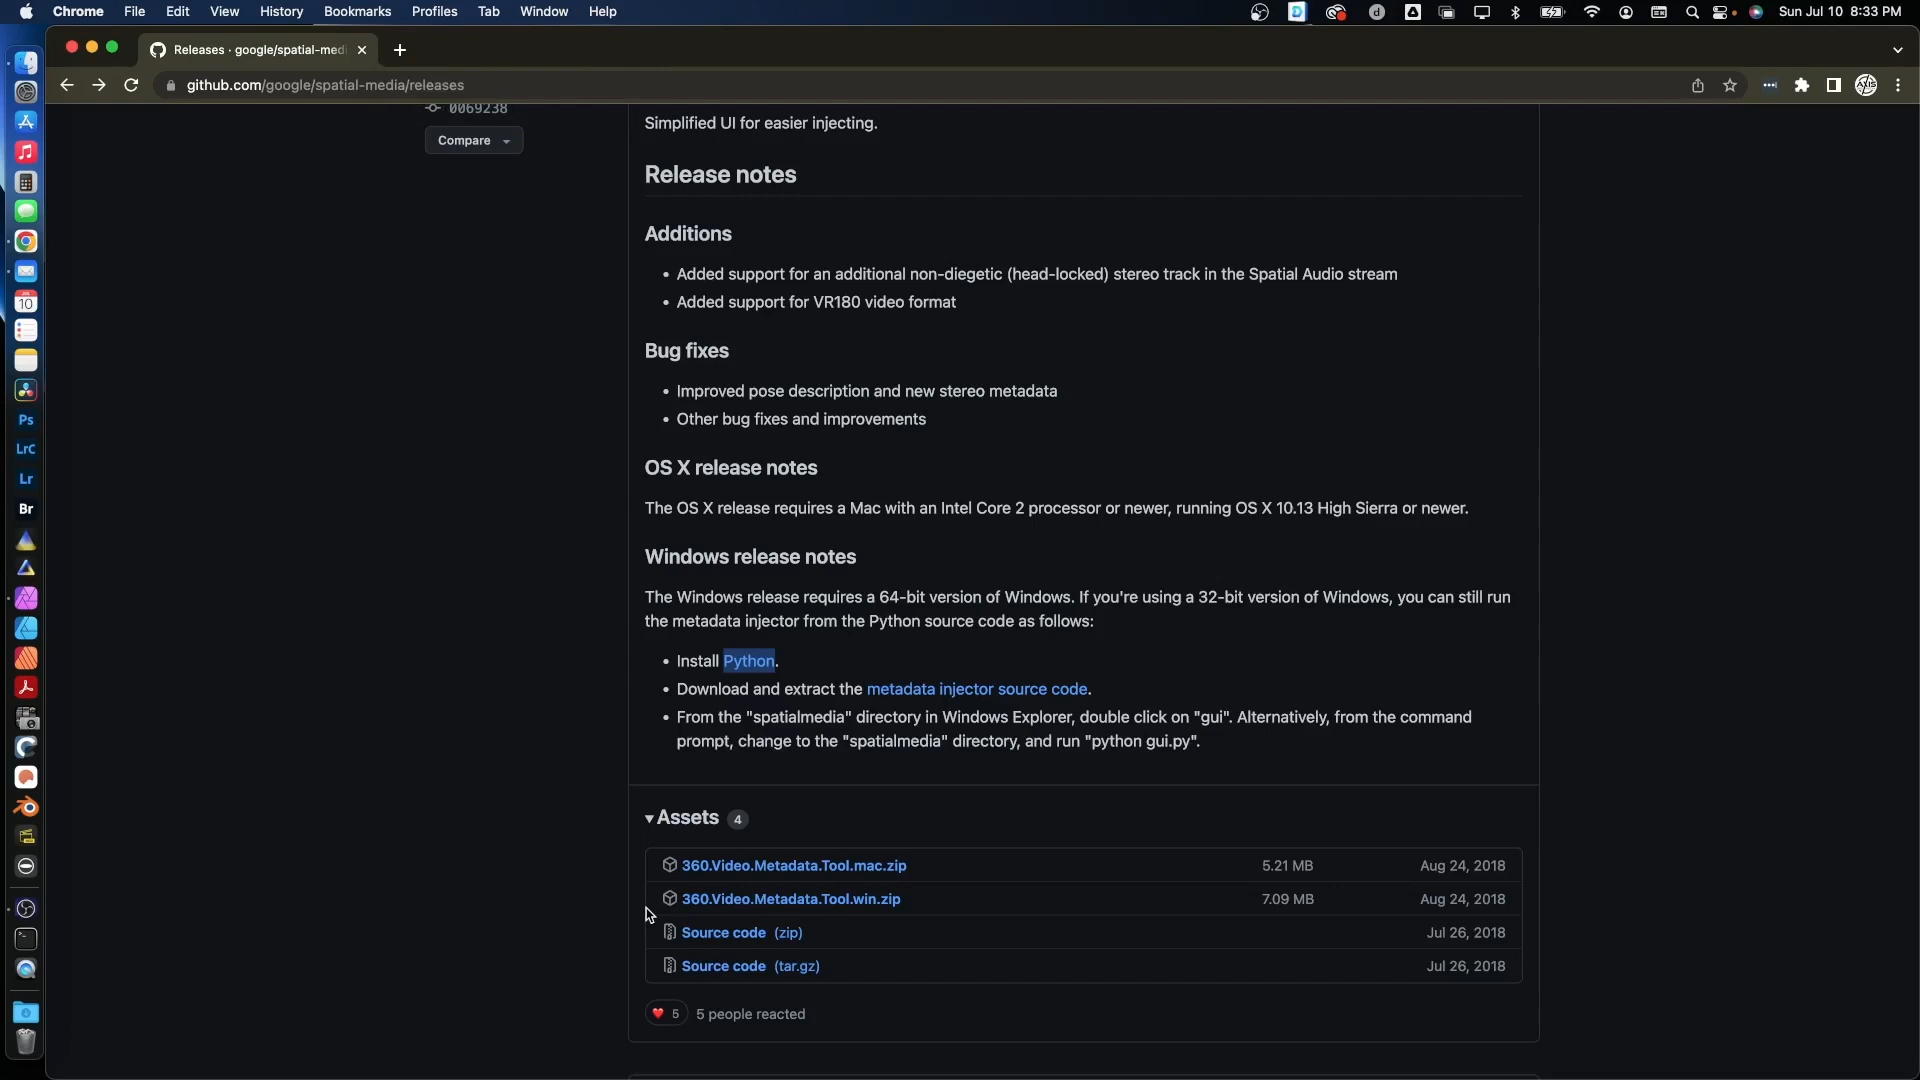 Chrome File Edit View History Bookmarks Profiles Tab Window Help
Sun Jul 10 8:33 PM
Releases · google/spatial-med
github.com/google/spatial-media/releases
0069238
Compare
Simplified UI for easier injecting.
Release notes
Additions
• Added support for an additional non-diegetic (head-locked) stereo track in the Spatial Audio stream
• Added support for VR180 video format
Bug fixes
• Improved pose description and new stereo metadata
• Other bug fixes and improvements
OS X release notes
The OS X release requires a Mac with an Intel Core 2 processor or newer, running OS X 10.13 High Sierra or newer.
Windows release notes
The Windows release requires a 64-bit version of Windows. If you're using a 32-bit version of Windows, you can still run
the metadata injector from the Python source code as follows:
• Install Python.
• Download and extract the metadata injector source code.
• From the "spatialmedia" directory in Windows Explorer, double click on "gui". Alternatively, from the command
prompt, change to the "spatialmedia" directory, and run "python gui.py".
Assets 4
360.Video.Metadata.Tool.mac.zip 5.21 MB Aug 24, 2018
360.Video.Metadata.Tool.win.zip 7.09 MB Aug 24, 2018
Source code (zip) Jul 26, 2018
Source code (tar.gz) Jul 26, 2018
5 5 people reacted
10
Ps
LrC
Lr
Br